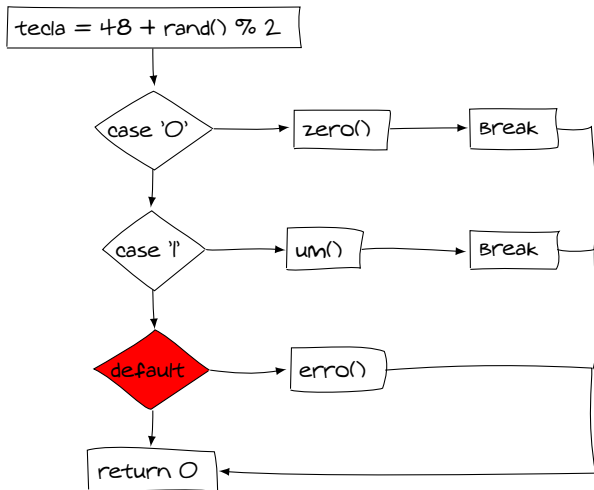 tecla = 48 + rand() % 2
case '0'
zero()
Break
case '1'
um()
Break
default
erro()
return 0